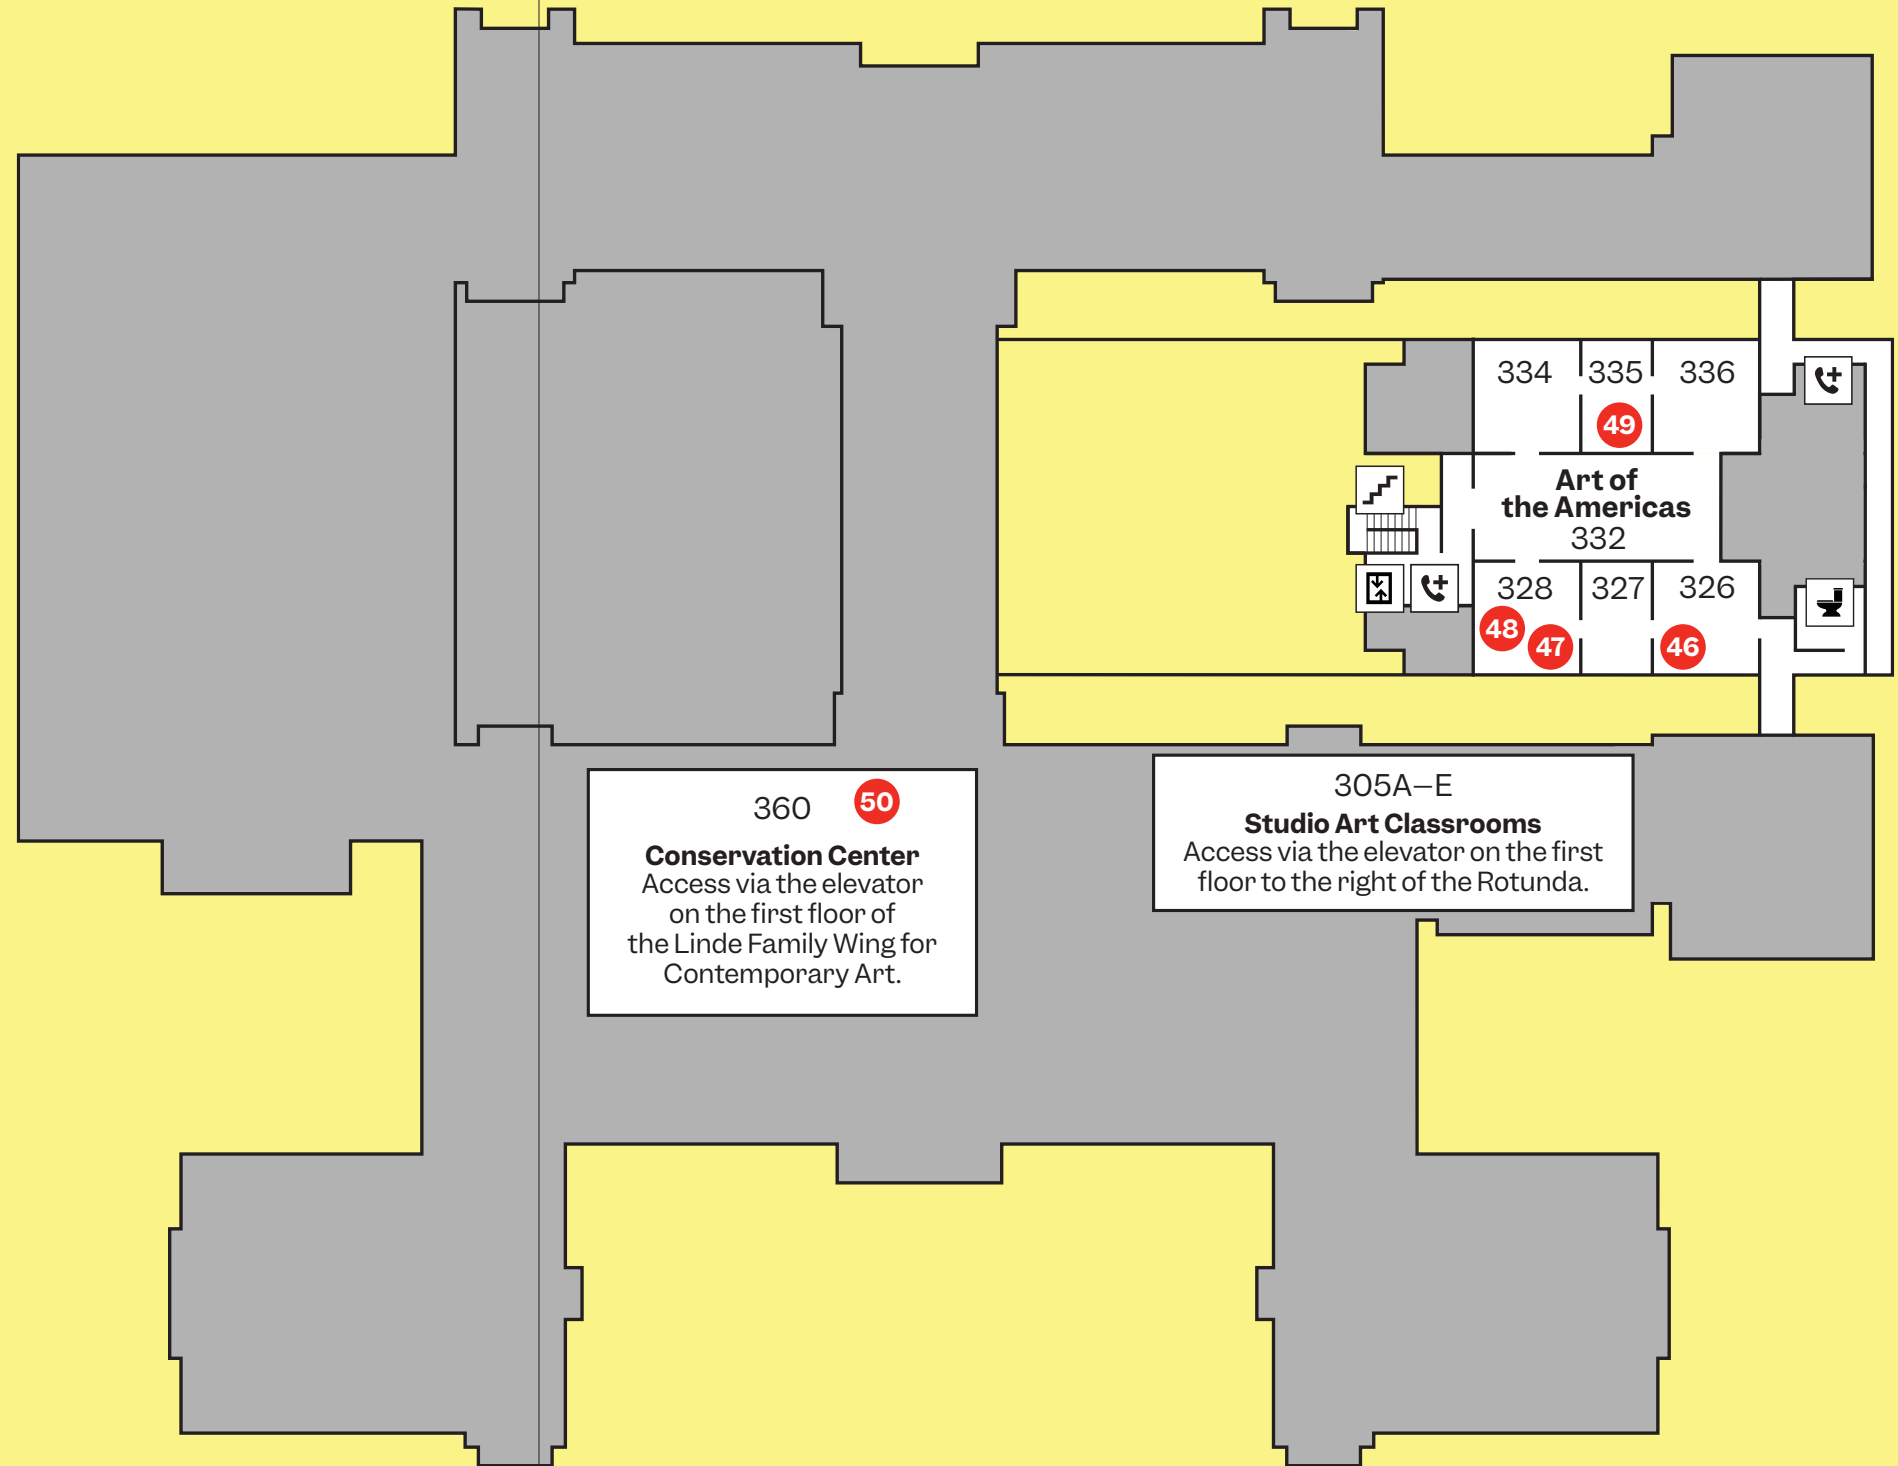 334
335
336
49
Art of
the Americas
332
328
327
326
48
47
46
360
50
Conservation Center
Access via the elevator
on the first floor of
the Linde Family Wing for
Contemporary Art.
305A–E
Studio Art Classrooms
Access via the elevator on the first
floor to the right of the Rotunda.